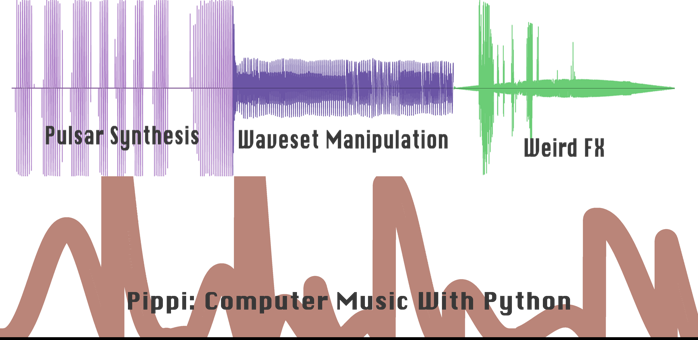 Pulsar Synthesis
Waveset Manipulation
Weird FX
Pippi: Computer Music With Python